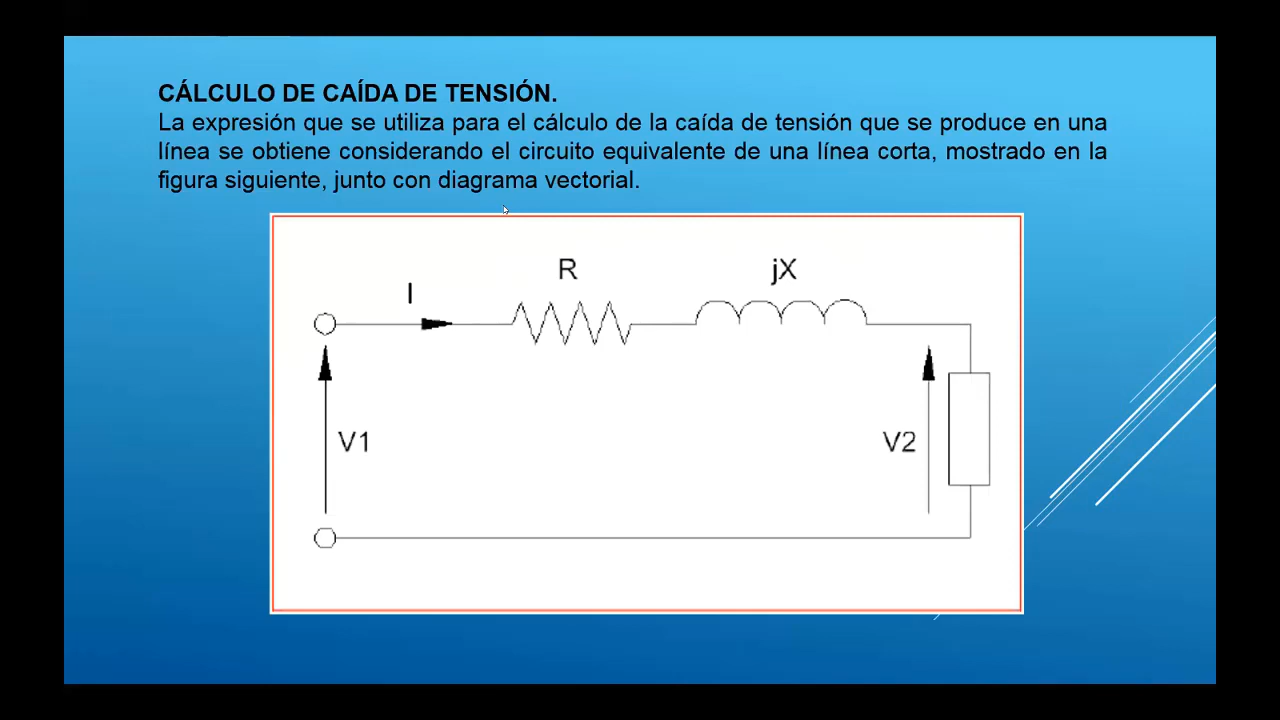 CÁLCULO DE CAÍDA DE TENSIÓN.
La expresión que se utiliza para el cálculo de la caída de tensión que se produce en una
línea se obtiene considerando el circuito equivalente de una línea corta, mostrado en la
figura siguiente, junto con diagrama vectorial.
R
jX
I
V1
V2